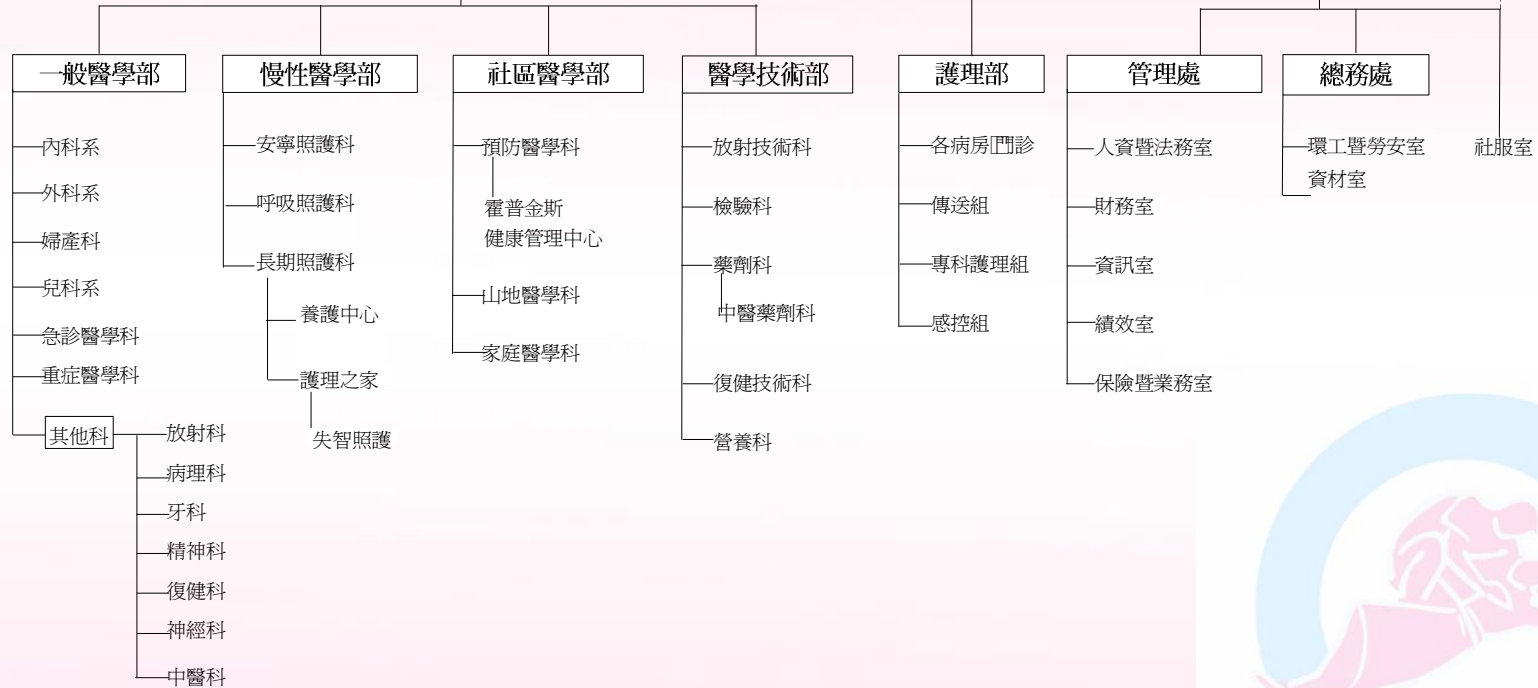 一般醫學部
內科系
外科系
婦產科
兒科系
急診醫學科
重症醫學科
其他科
放射科
病理科
牙科
精神科
復健科
神經科
中醫科
慢性醫學部
安寧照護科
呼吸照護科
長期照護科
養護中心
護理之家
失智照護
社區醫學部
預防醫學科
霍普金斯
健康管理中心
山地醫學科
家庭醫學科
醫學技術部
放射技術科
檢驗科
藥劑科
中醫藥劑科
復健技術科
營養科
護理部
各病房門診
傳送組
專科護理組
感控組
管理處
人資暨法務室
財務室
資訊室
績效室
保險暨業務室
總務處
環工暨勞安室
資材室
社服室